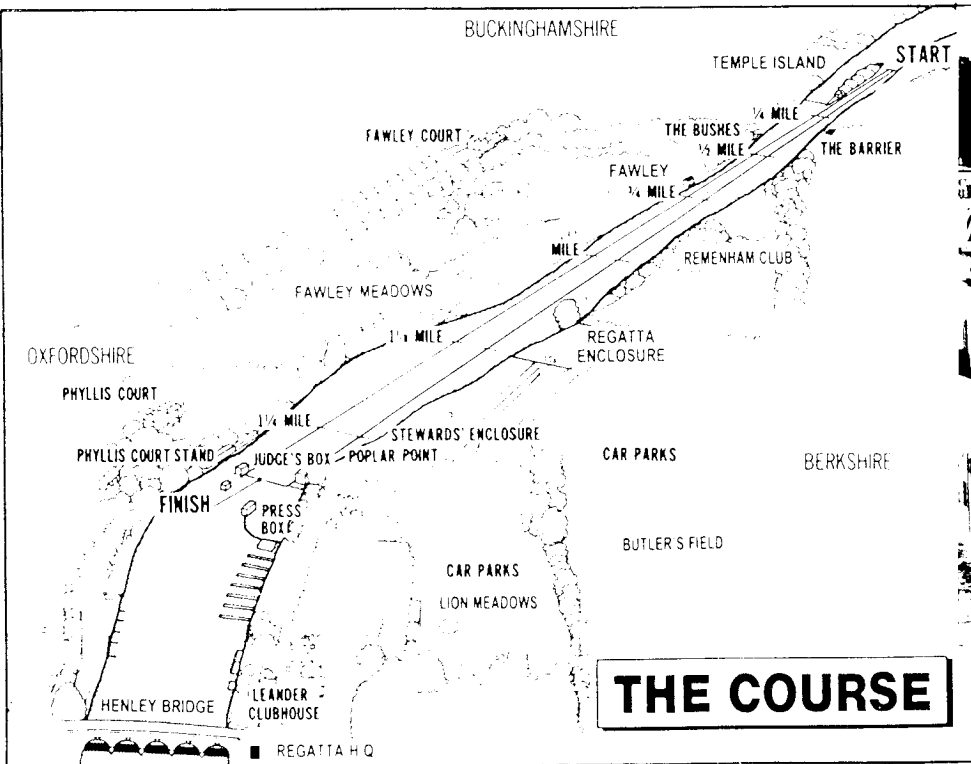 BUCKINGHAMSHIRE
TEMPLE ISLAND
START
¼ MILE
FAWLEY COURT
THE BUSHES
½ MILE
THE BARRIER
FAWLEY
¾ MILE
MILE
REMENHAM CLUB
FAWLEY MEADOWS
MILE
REGATTA
ENCLOSURE
OXFORDSHIRE
PHYLLIS COURT
1¼ MILE
STEWARDS' ENCLOSURE
PHYLLIS COURT STAND
JUDGE'S BOX
POPLAR POINT
CAR PARKS
BERKSHIRE
FINISH
PRESS
BOX
BUTLER'S FIELD
CAR PARKS
LION MEADOWS
THE COURSE
HENLEY BRIDGE
LEANDER
CLUBHOUSE
REGATTA H Q